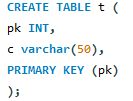 CREATE TABLE t (
pk INT,
c varchar(50),
PRIMARY KEY (pk)
);